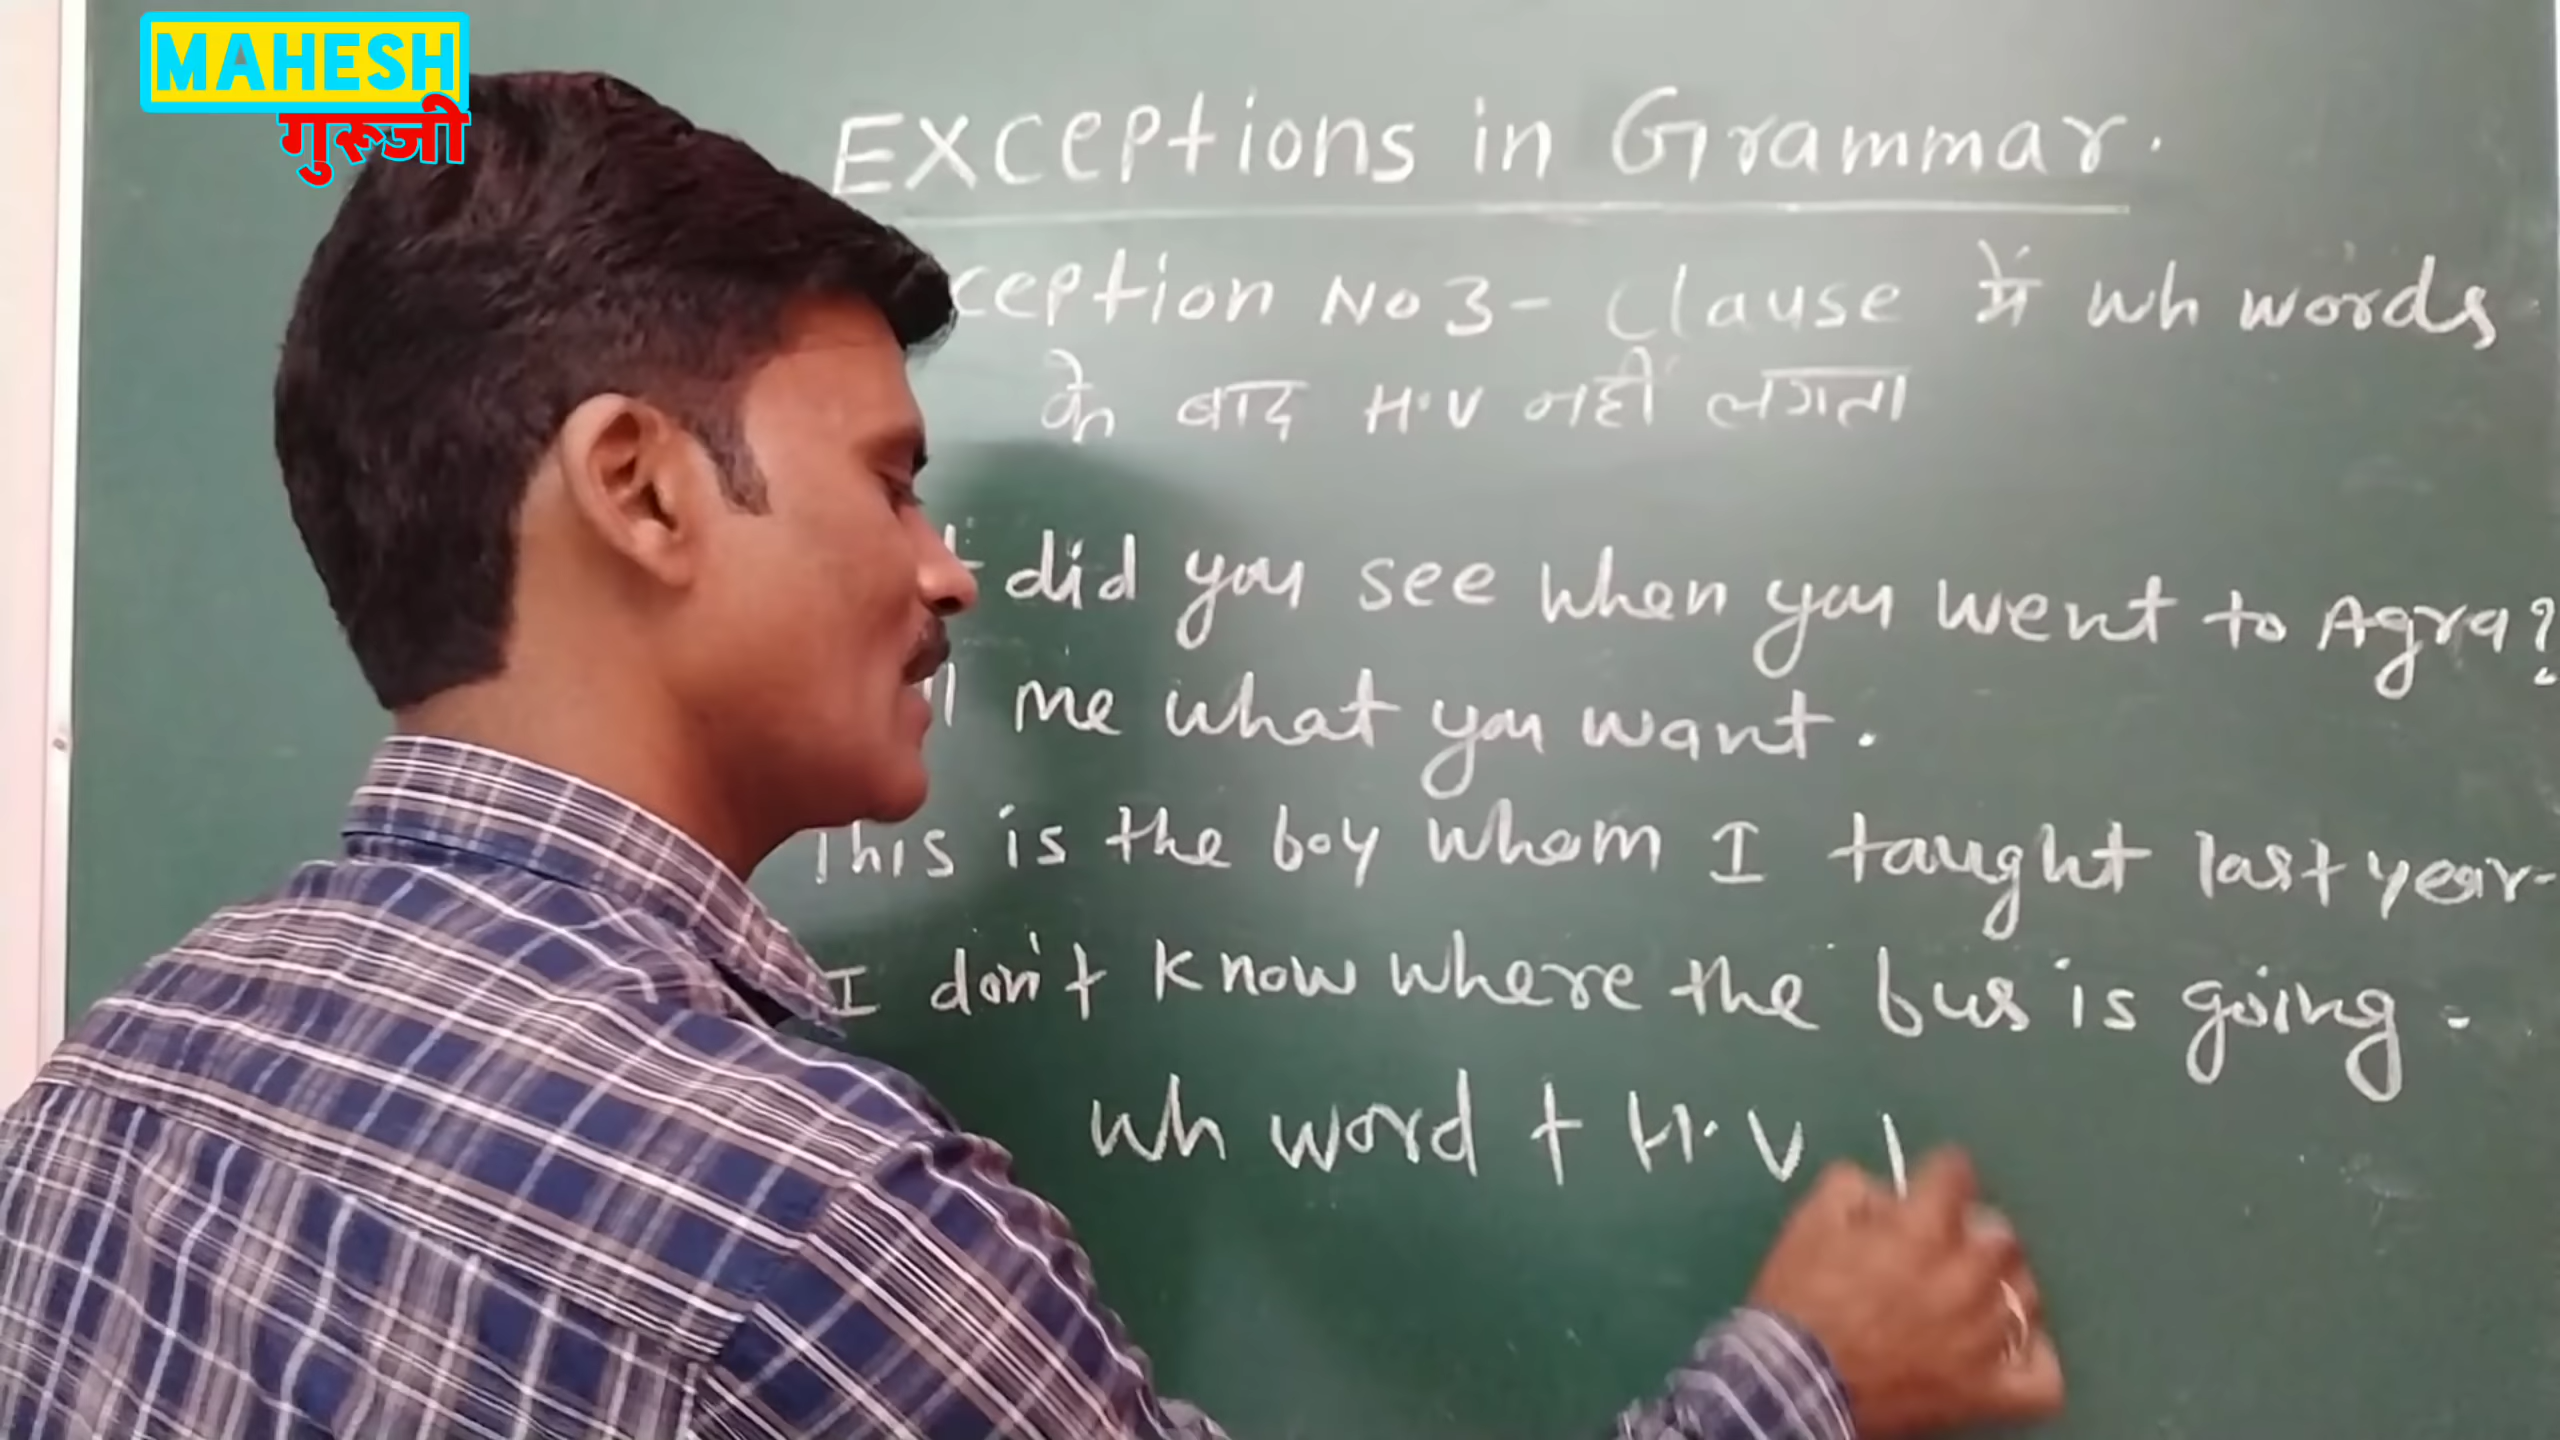 MAHESH
गुरूजी
Exceptions in Grammar.
ception No 3 - Clause में wh words
के बाद H.V नहीं लगता
t did you see when you went to Agra?
ll me what you want.
This is the boy whom I taught last year-
I don't know where the bus is going.
wh word + H.V